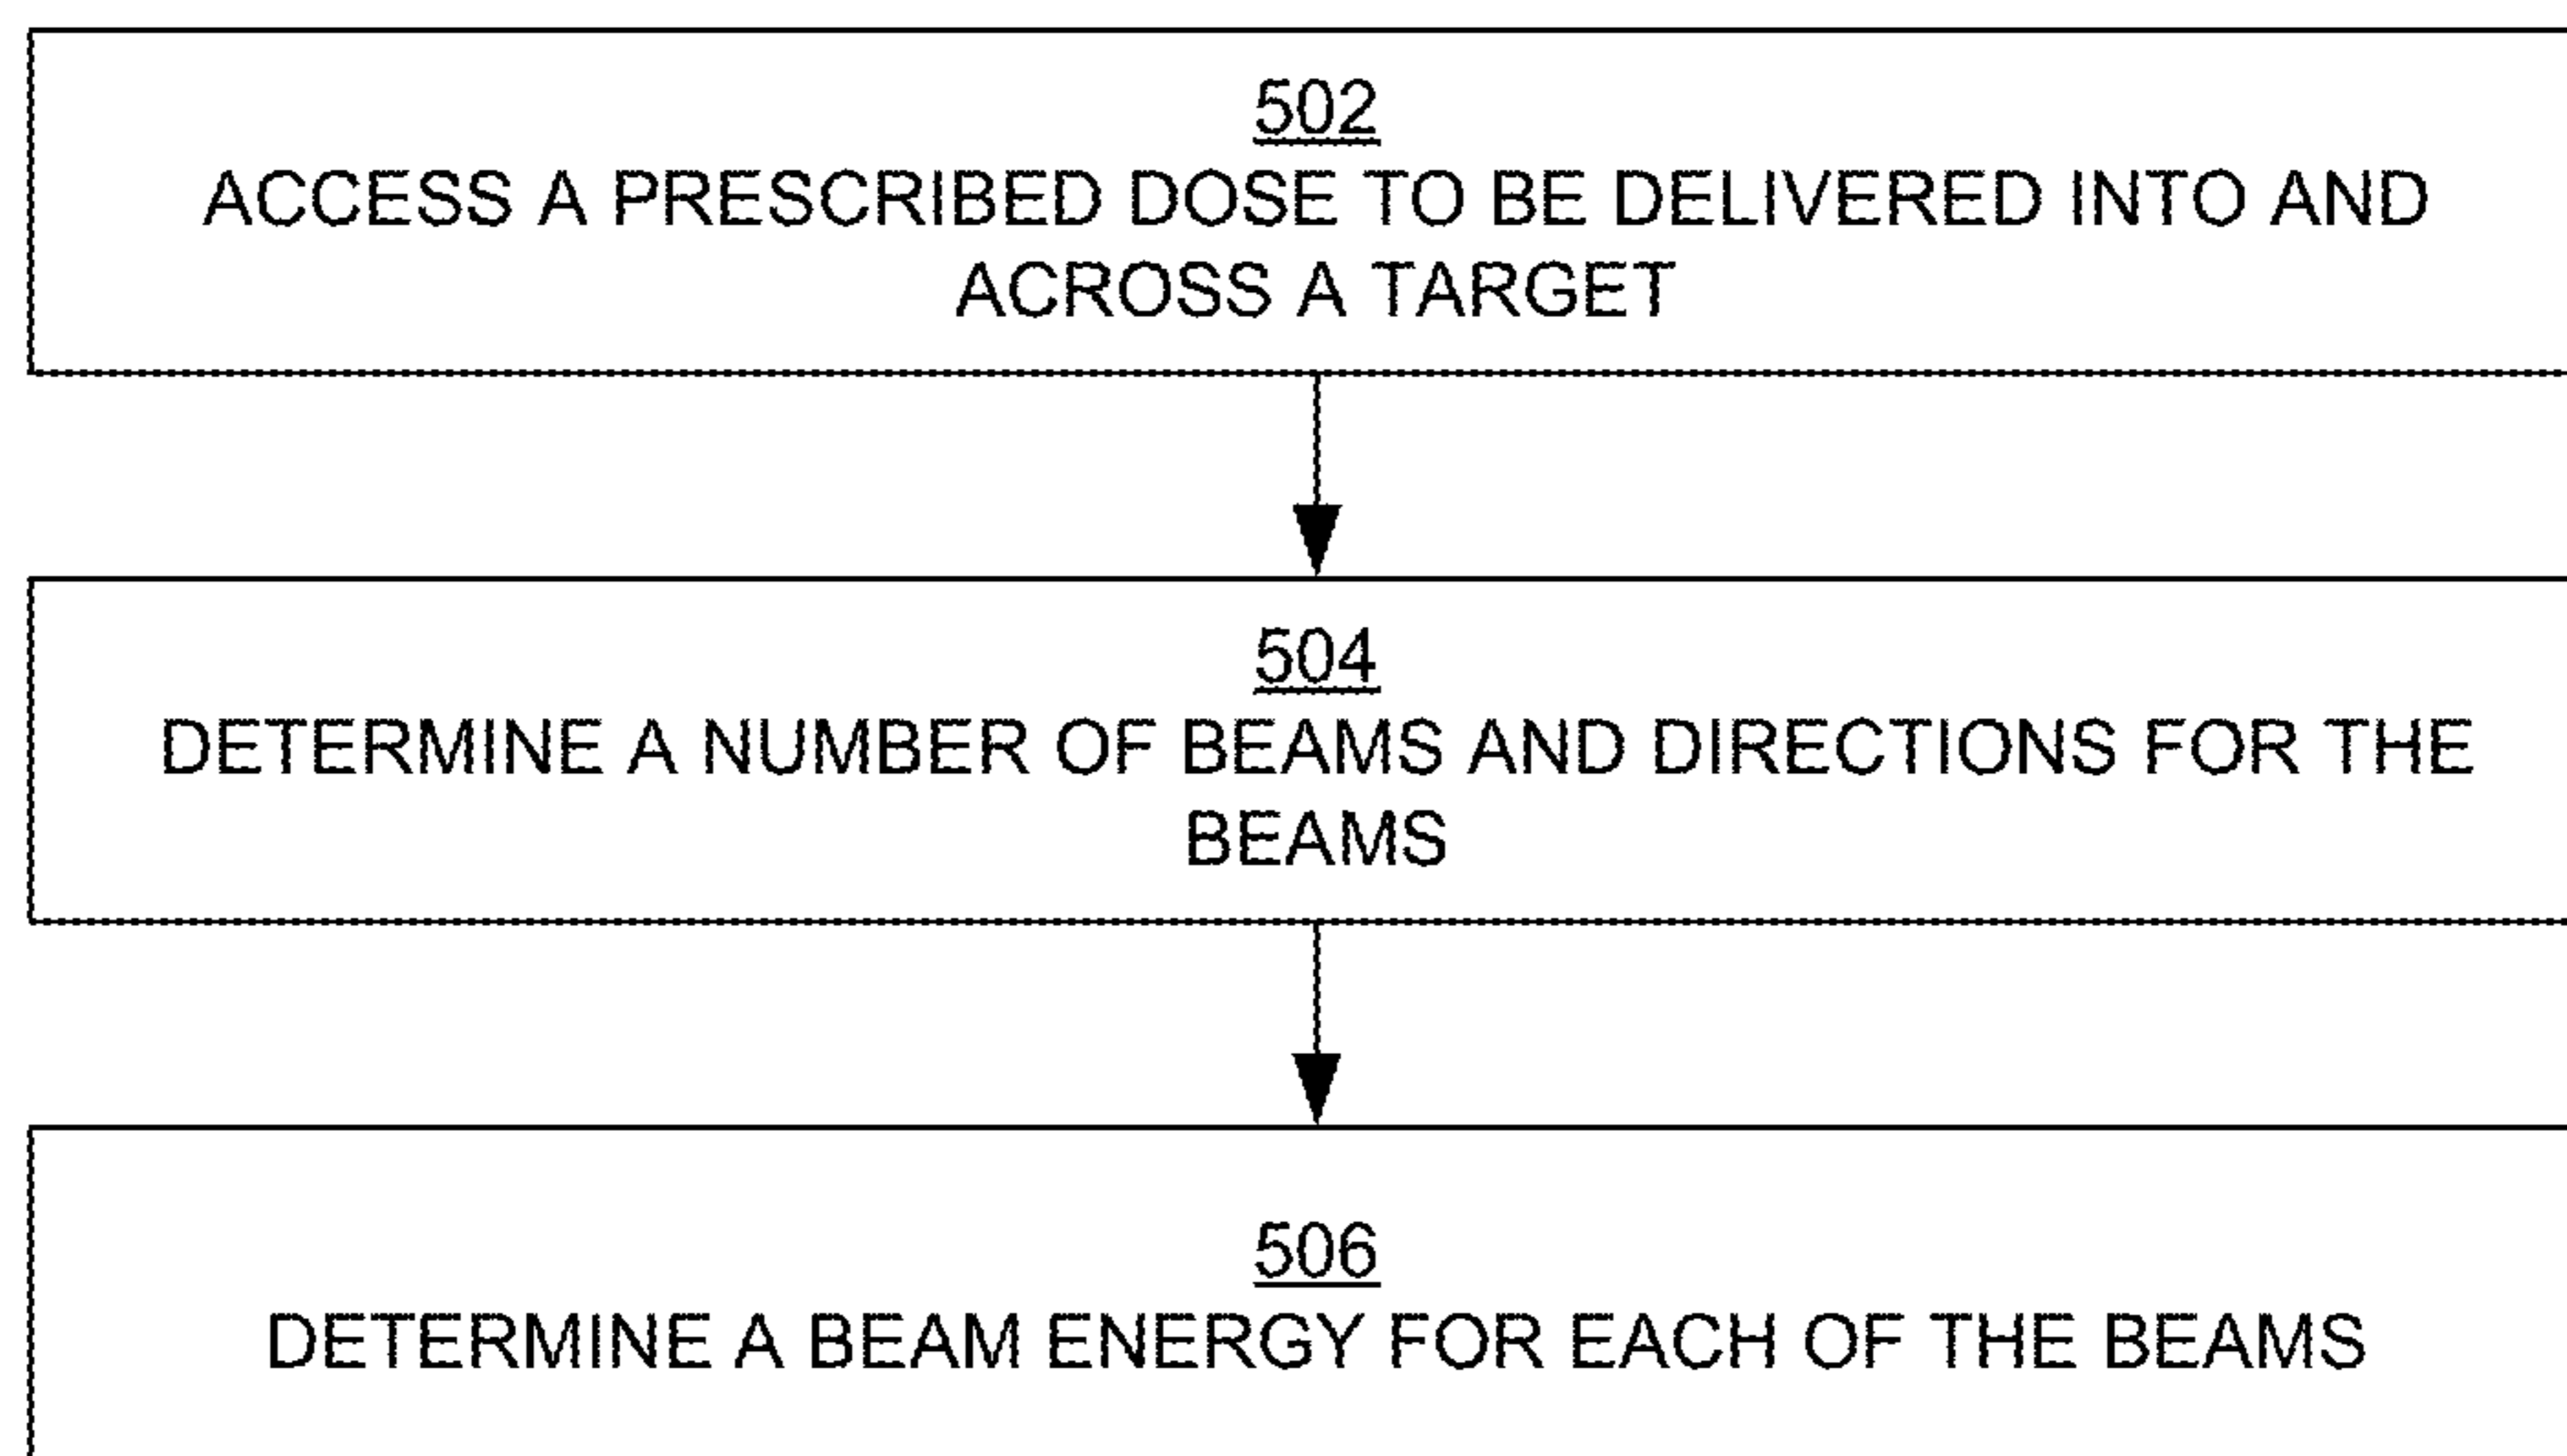 502
ACCESS A PRESCRIBED DOSE TO BE DELIVERED INTO AND
ACROSS A TARGET
504
DETERMINE A NUMBER OF BEAMS AND DIRECTIONS FOR THE
BEAMS
506
DETERMINE A BEAM ENERGY FOR EACH OF THE BEAMS